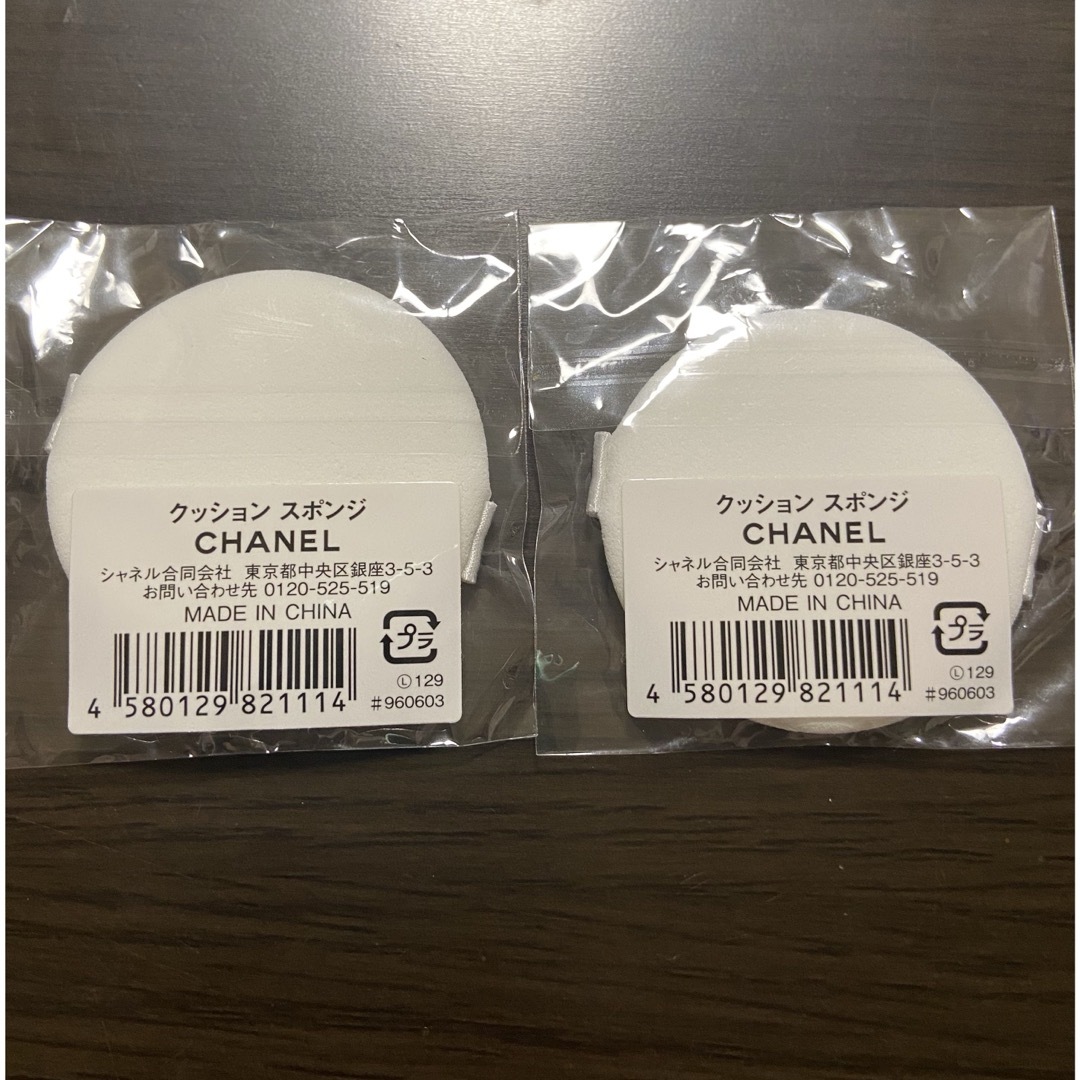 クッション スポンジ
CHANEL
シャネル合同会社 東京都中央区銀座3-5-3
お問い合わせ先 0120-525-519
MADE IN CHINA
プラ
Ⓛ129
4 580129 821114
#960603
クッション スポンジ
CHANEL
シャネル合同会社 東京都中央区銀座3-5-3
お問い合わせ先 0120-525-519
MADE IN CHINA
プラ
Ⓛ129
4 580129 821114
#960603